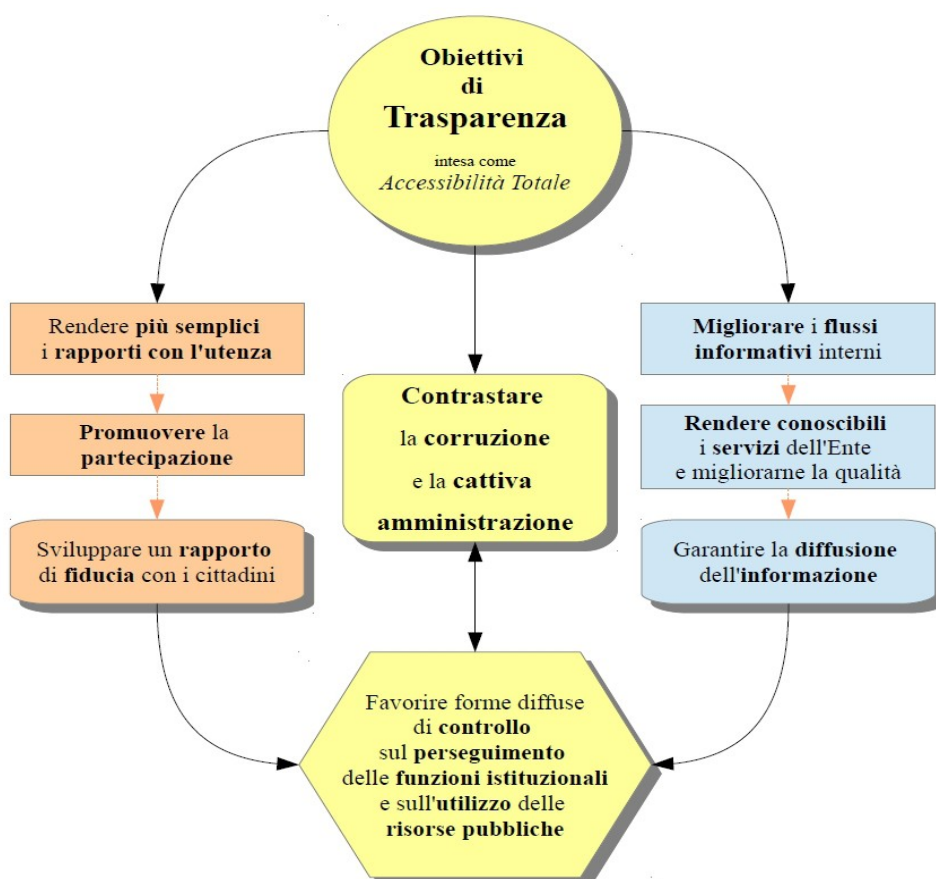 Obiettivi
di
Trasparenza
intesa come
Accessibilità Totale
Rendere più semplici
i rapporti con l'utenza
Promuovere la
partecipazione
Sviluppare un rapporto
di fiducia con i cittadini
Contrastare
la corruzione
e la cattiva
amministrazione
Migliorare i flussi
informativi interni
Rendere conoscibili
i servizi dell'Ente
e migliorarne la qualità
Garantire la diffusione
dell'informazione
Favorire forme diffuse
di controllo
sul perseguimento
delle funzioni istituzionali
e sull'utilizzo delle
risorse pubbliche